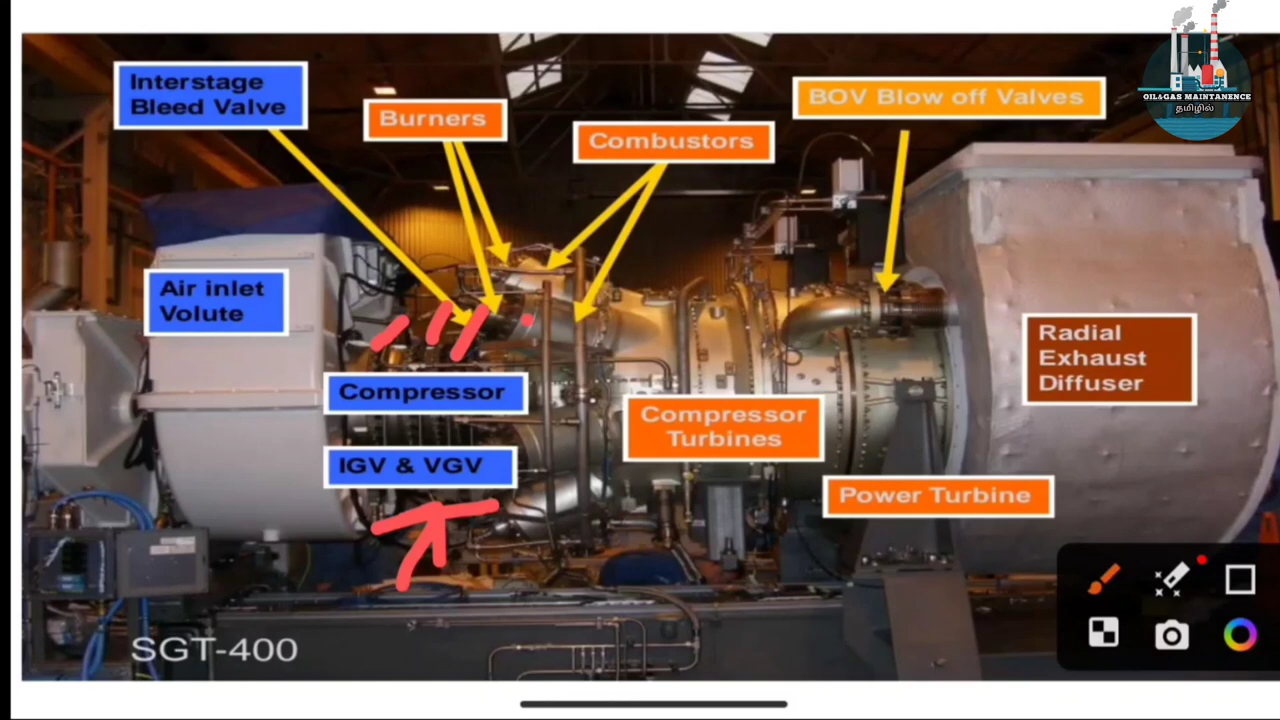 Interstage
Bleed Valve
Burners
Combustors
BOV Blow off Valves
OIL&GAS MAINTANENCE
தமிழில்
Air inlet
Volute
Radial
Exhaust
Diffuser
Compressor
Compressor
Turbines
IGV & VGV
Power Turbine
SGT-400